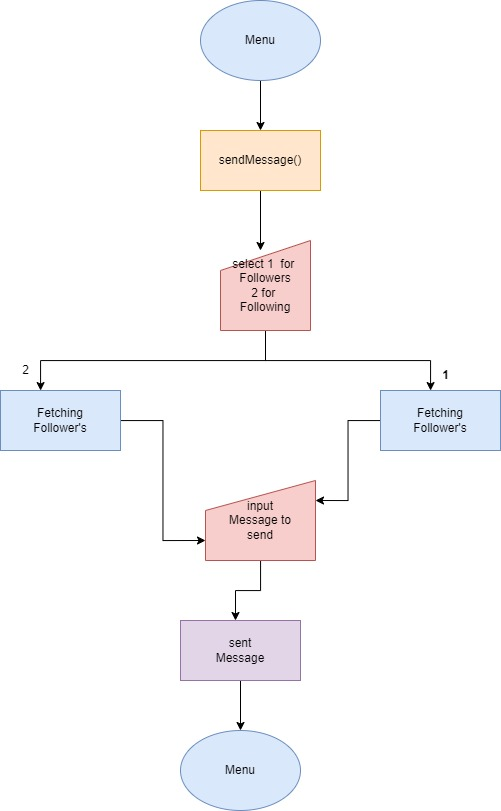 Menu
sendMessage()
select 1 for
Followers
2 for
Following
2
1
Fetching
Follower's
Fetching
Follower's
input
Message to
send
sent
Message
Menu